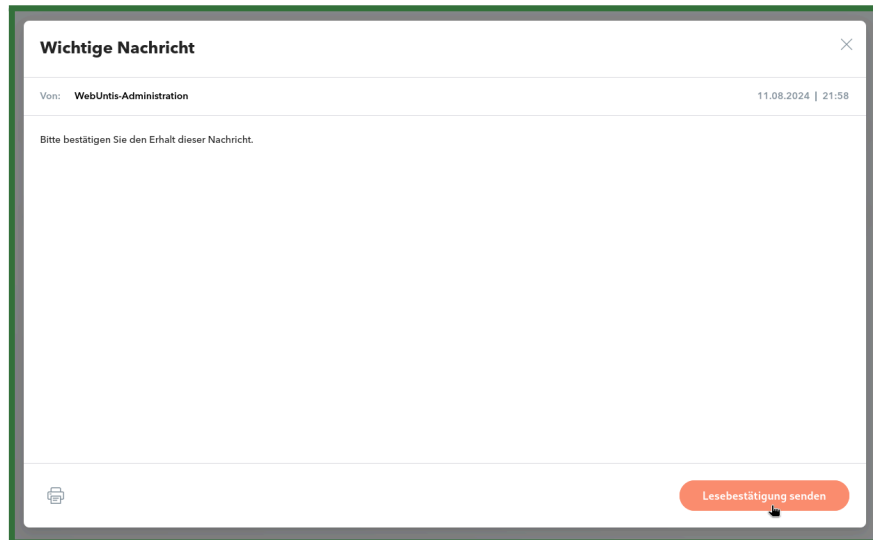 Wichtige Nachricht
Von: WebUntis-Administration 11.08.2024 | 21:58
Bitte bestätigen Sie den Erhalt dieser Nachricht.
Lesebestätigung senden